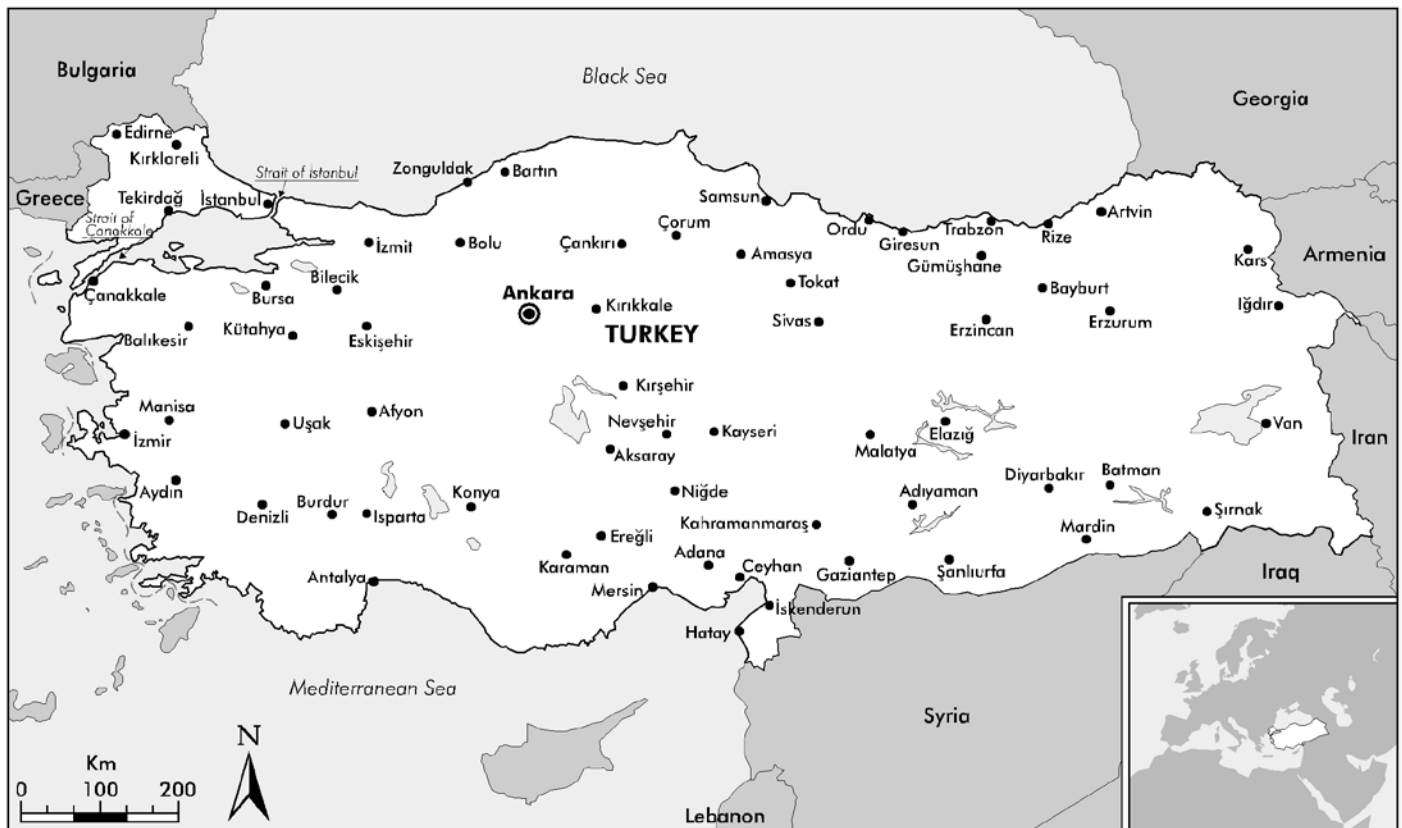 Bulgaria
Black Sea
Georgia
Edirne
Kırklareli
Strait of İstanbul
Zonguldak
Bartın
Greece
Tekirdağ
İstanbul
Samsun
Artvin
Strait of
Çanakkale
Çorum
Ordu
Giresun
Trabzon
Rize
İzmit
Bolu
Çankırı
Amasya
Gümüşhane
Kars
Armenia
Çanakkale
Bursa
Bilecik
Ankara
Kırıkkale
Tokat
Bayburt
Iğdır
Balıkesir
Kütahya
Eskişehir
TURKEY
Sivas
Erzincan
Erzurum
Kırşehir
Manisa
Uşak
Afyon
Nevşehir
Kayseri
Elazığ
Van
İzmir
Aksaray
Malatya
Iran
Aydın
Denizli
Burdur
Isparta
Konya
Niğde
Adıyaman
Diyarbakır
Batman
Kahramanmaraş
Mardin
Şırnak
Ereğli
Karaman
Adana
Ceyhan
Gaziantep
Şanlıurfa
Iraq
Antalya
Mersin
İskenderun
Hatay
Mediterranean Sea
Syria
N
Km
0 100 200
Lebanon